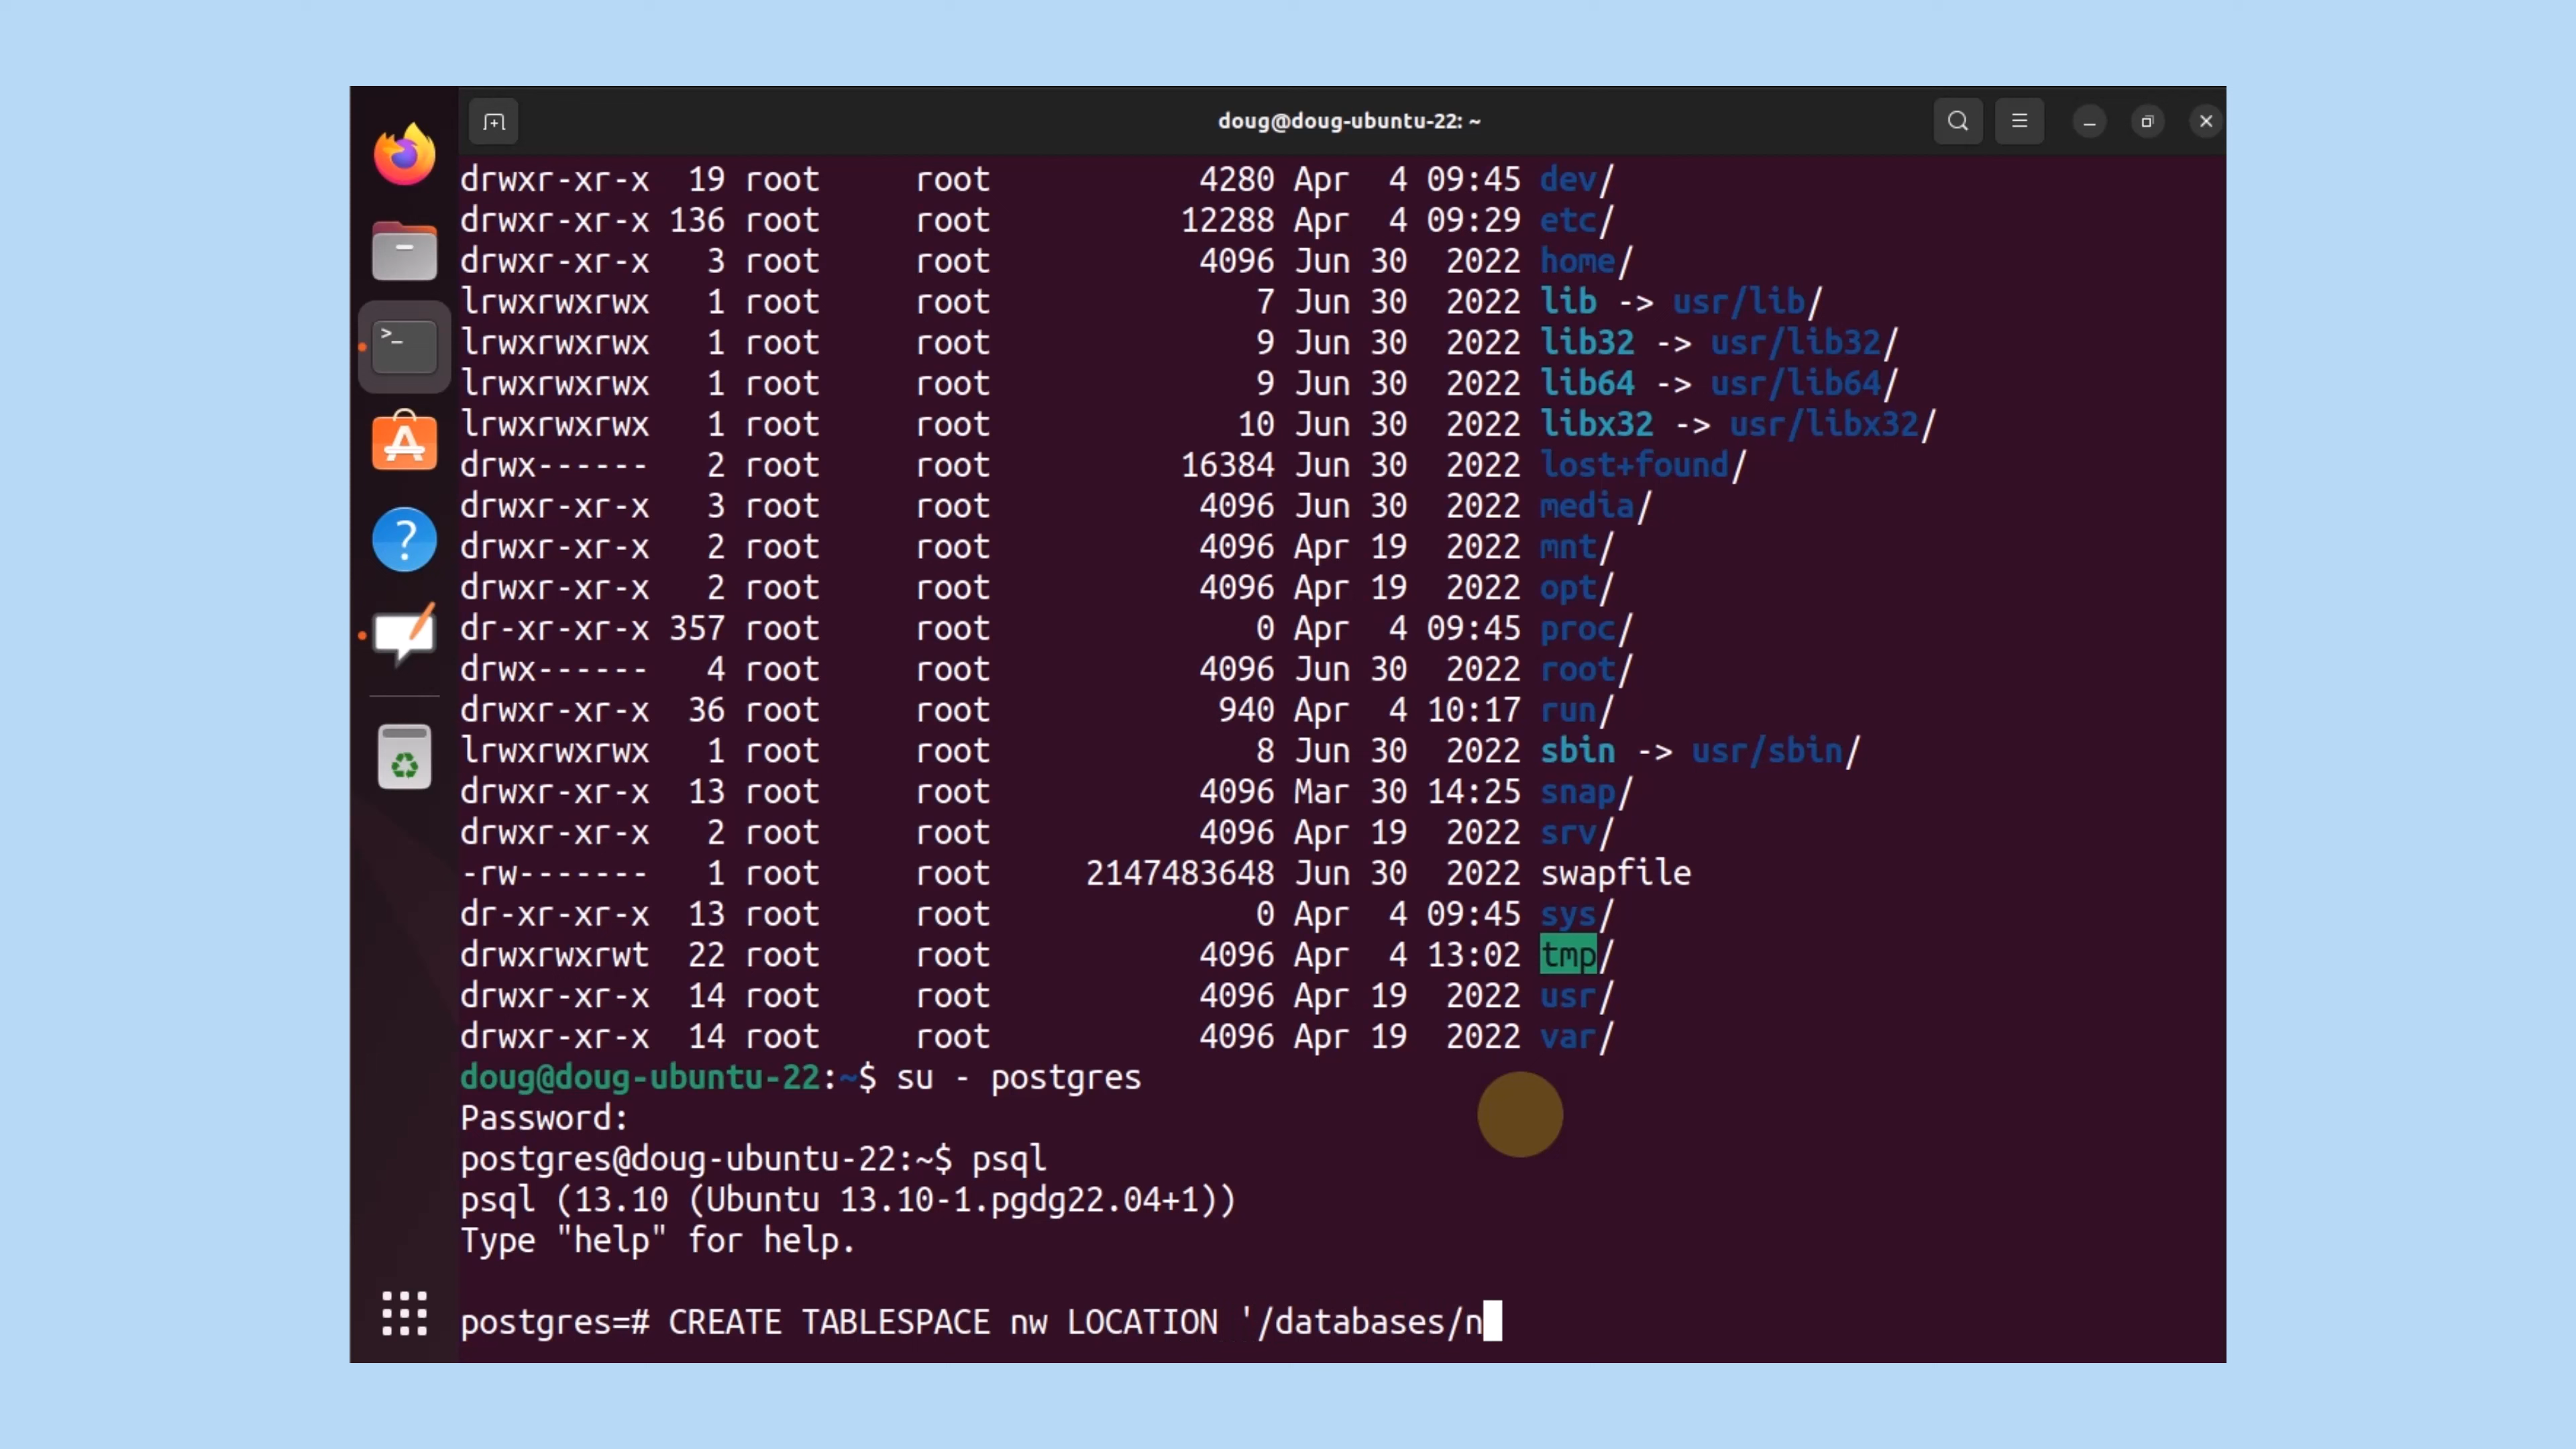 doug@doug-ubuntu-22: ~
drwxr-xr-x  19 root     root           4280 Apr  4 09:45 dev/
drwxr-xr-x 136 root     root          12288 Apr  4 09:29 etc/
drwxr-xr-x   3 root     root           4096 Jun 30  2022 home/
lrwxrwxrwx   1 root     root              7 Jun 30  2022 lib -> usr/lib/
lrwxrwxrwx   1 root     root              9 Jun 30  2022 lib32 -> usr/lib32/
lrwxrwxrwx   1 root     root              9 Jun 30  2022 lib64 -> usr/lib64/
lrwxrwxrwx   1 root     root             10 Jun 30  2022 libx32 -> usr/libx32/
drwx------   2 root     root          16384 Jun 30  2022 lost+found/
drwxr-xr-x   3 root     root           4096 Jun 30  2022 media/
drwxr-xr-x   2 root     root           4096 Apr 19  2022 mnt/
drwxr-xr-x   2 root     root           4096 Apr 19  2022 opt/
dr-xr-xr-x 357 root     root              0 Apr  4 09:45 proc/
drwx------   4 root     root           4096 Jun 30  2022 root/
drwxr-xr-x  36 root     root            940 Apr  4 10:17 run/
lrwxrwxrwx   1 root     root              8 Jun 30  2022 sbin -> usr/sbin/
drwxr-xr-x  13 root     root           4096 Mar 30 14:25 snap/
drwxr-xr-x   2 root     root           4096 Apr 19  2022 srv/
-rw-------   1 root     root     2147483648 Jun 30  2022 swapfile
dr-xr-xr-x  13 root     root              0 Apr  4 09:45 sys/
drwxrwxrwt  22 root     root           4096 Apr  4 13:02 tmp/
drwxr-xr-x  14 root     root           4096 Apr 19  2022 usr/
drwxr-xr-x  14 root     root           4096 Apr 19  2022 var/
doug@doug-ubuntu-22:~$ su - postgres
Password:
postgres@doug-ubuntu-22:~$ psql
psql (13.10 (Ubuntu 13.10-1.pgdg22.04+1))
Type "help" for help.
postgres=# CREATE TABLESPACE nw LOCATION '/databases/n